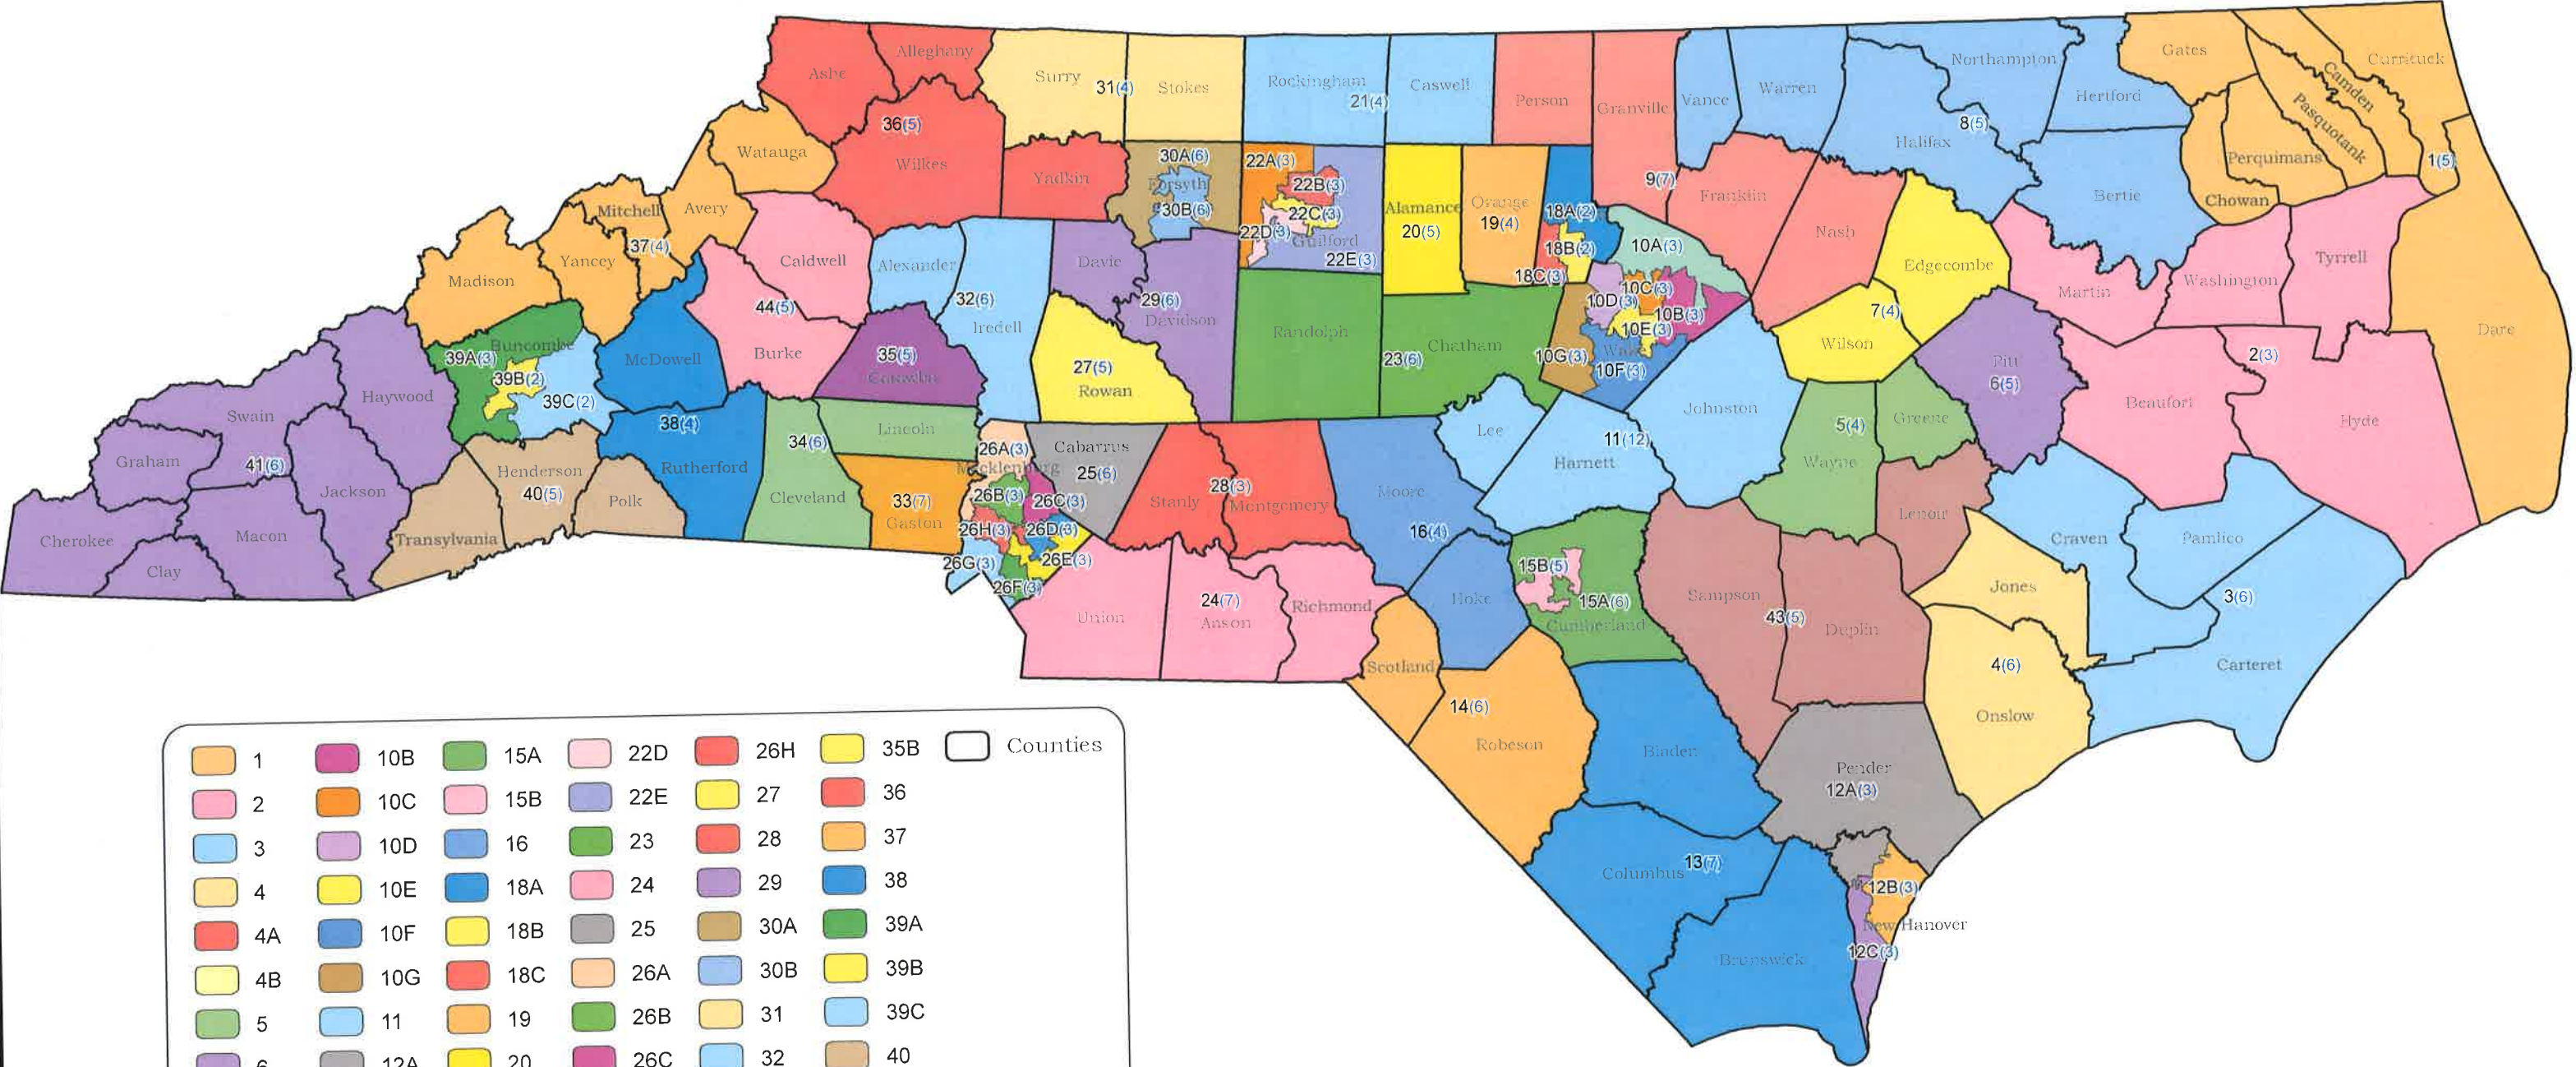 Ashe
Alleghany
Surry
31(4)
Stokes
Rockingham
21(4)
Caswell
Person
Granville
Vance
Warren
Northampton
Hertford
Gates
Currituck
Camden
Pasquotank
Perquimans
Chowan
1(5)
36(5)
Wilkes
Yadkin
Watauga
30A(6)
Forsyth
30B(6)
22A(3)
22B(3)
22C(3)
22D(3)
Guilford
22E(3)
Alamance
20(5)
Orange
19(4)
18A(2)
18B(2)
18C(3)
9(7)
Franklin
Halifax
8(5)
Bertie
Mitchell
Avery
37(4)
Yancey
Madison
Caldwell
Alexander
32(6)
Iredell
Davie
29(6)
Davidson
10A(3)
10C(3)
10D(3)
10B(3)
10E(3)
Wake
10G(3)
10F(3)
Nash
Edgecombe
7(4)
Wilson
Martin
Washington
Tyrrell
Dare
44(5)
Burke
35(5)
Catawba
27(5)
Rowan
Randolph
23(6)
Chatham
Buncombe
39A(3)
39B(2)
39C(2)
McDowell
Haywood
Swain
Graham
41(6)
Jackson
Cherokee
Macon
Clay
Transylvania
Henderson
40(5)
Polk
38(4)
Rutherford
34(6)
Cleveland
Lincoln
33(7)
Gaston
26A(3)
Mecklenburg
26B(3)
26C(3)
26H(3)
26D(3)
26G(3)
26E(3)
26F(3)
Cabarrus
25(6)
Stanly
28(3)
Montgomery
Moore
16(4)
Lee
Harnett
11(12)
Johnston
5(4)
Greene
Wayne
Pitt
6(5)
Beaufort
2(3)
Hyde
Lenoir
Craven
Pamlico
Jones
3(6)
Carteret
Union
24(7)
Anson
Richmond
Scotland
Hoke
15B(5)
15A(6)
Cumberland
Sampson
43(5)
Duplin
4(6)
Onslow
14(6)
Robeson
Bladen
Pender
12A(3)
Columbus 13(7)
12B(3)
New Hanover
12C(3)
Brunswick
1 10B 15A 22D 26H 35B Counties
2 10C 15B 22E 27 36
3 10D 16 23 28 37
4 10E 18A 24 29 38
4A 10F 18B 25 30A 39A
4B 10G 18C 26A 30B 39B
5 11 19 26B 31 39C
6 12A 20 26C 32 40